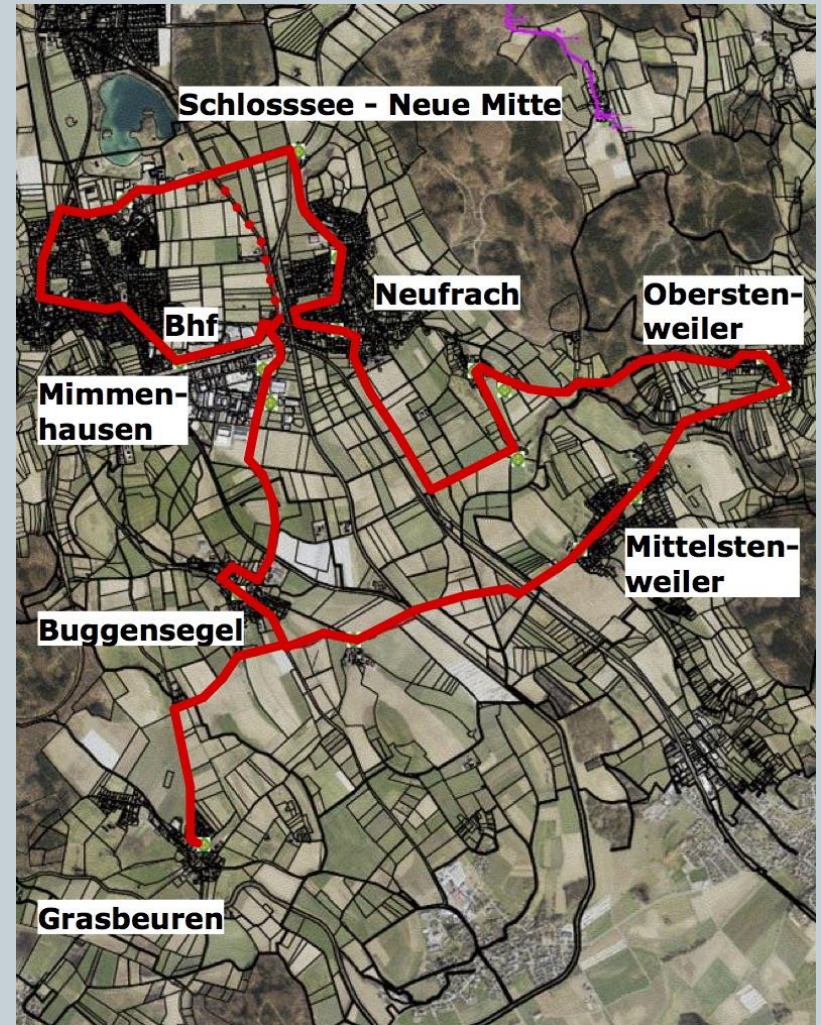 Schlosssee - Neue Mitte
Neufrach
Obersten-
weiler
Bhf
Mimmen-
hausen
Mittelsten-
weiler
Buggensegel
Grasbeuren